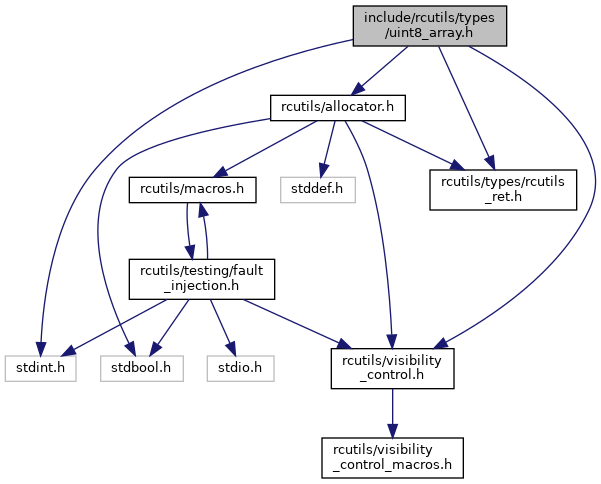 include/rcutils/types
/uint8_array.h
rcutils/allocator.h
rcutils/macros.h
stddef.h
rcutils/types/rcutils
_ret.h
rcutils/testing/fault
_injection.h
stdint.h
stdbool.h
stdio.h
rcutils/visibility
_control.h
rcutils/visibility
_control_macros.h